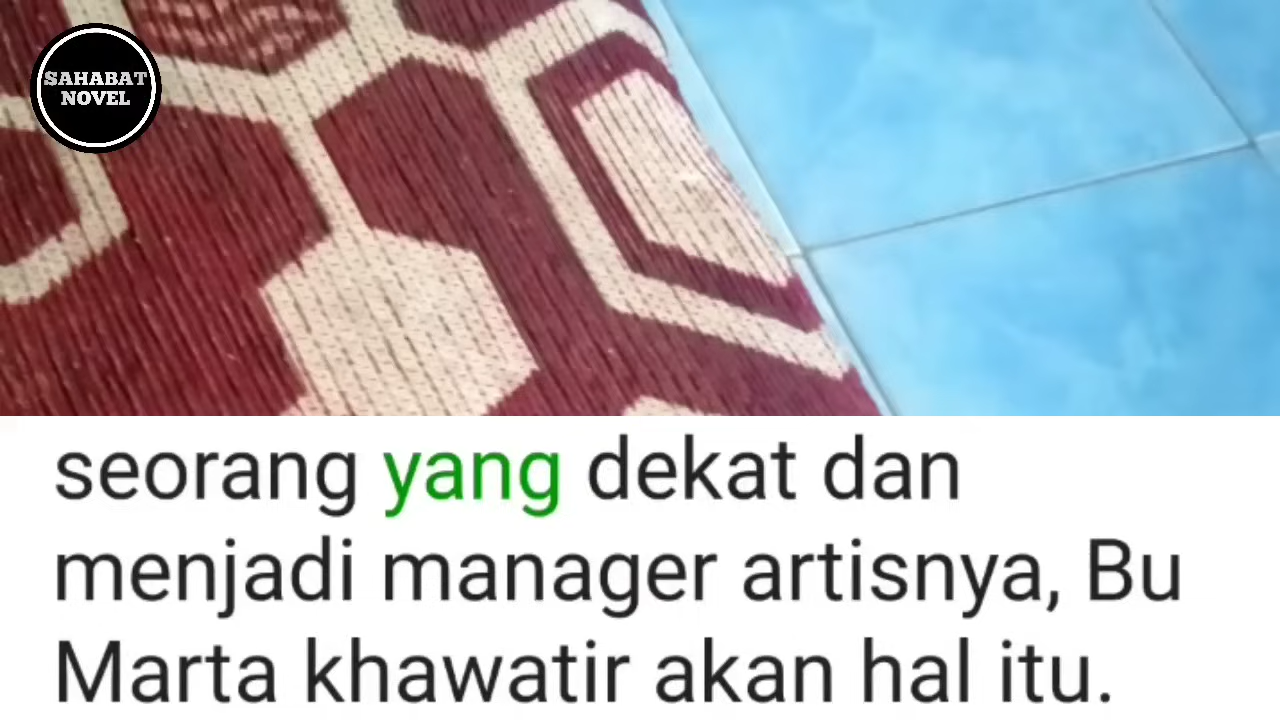 SAHABAT
NOVEL
seorang yang dekat dan
menjadi manager artisnya, Bu
Marta khawatir akan hal itu.